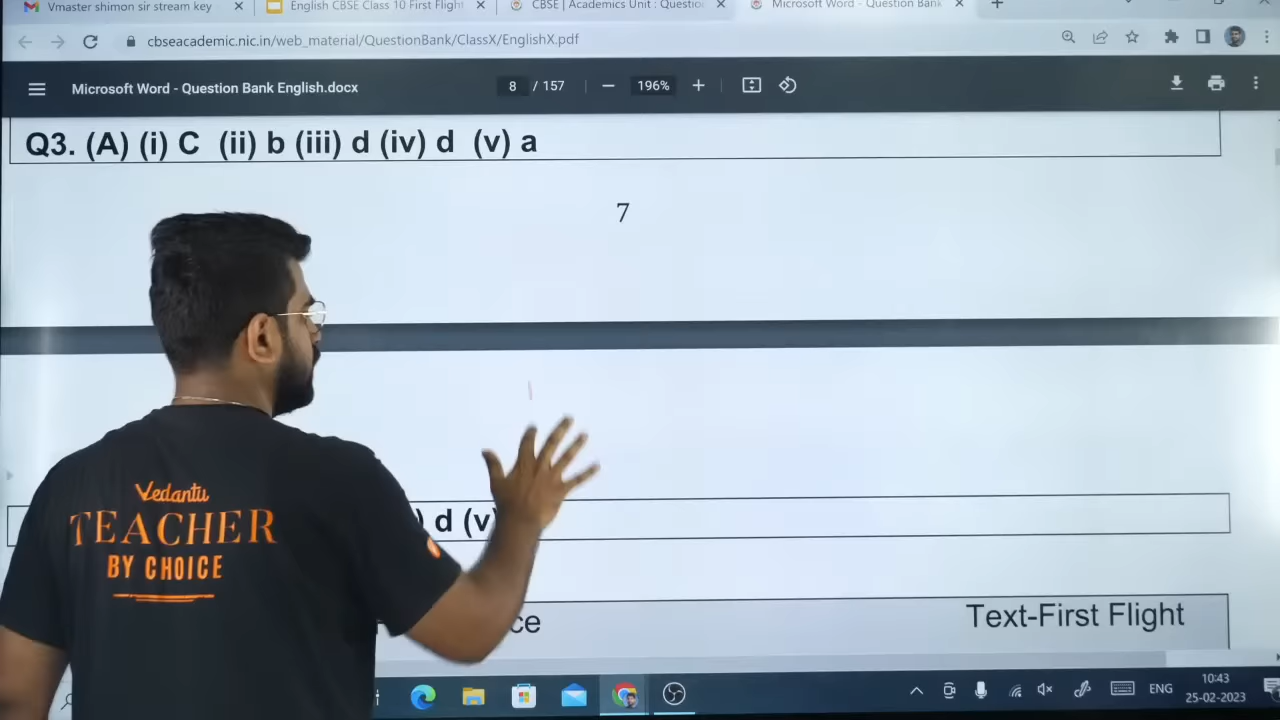 Vmaster shimon sir stream key
English CBSE Class 10 First Flight
CBSE | Academics Unit : Question
Microsoft Word - Question Bank
cbseacademic.nic.in/web_material/QuestionBank/ClassX/EnglishX.pdf
Microsoft Word - Question Bank English.docx
8 / 157
196%
Q3. (A) (i) C (ii) b (iii) d (iv) d (v) a
7
) d (v)
ce
Text-First Flight
Vedantu
TEACHER
BY CHOICE
ENG
10:43
25-02-2023